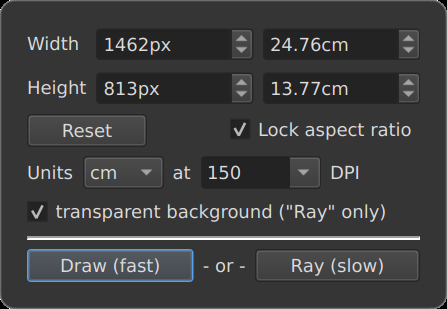 Width 1462px 24.76cm
Height 813px 13.77cm
Reset Lock aspect ratio
Units cm at 150 DPI
transparent background ("Ray" only)
Draw (fast) - or - Ray (slow)